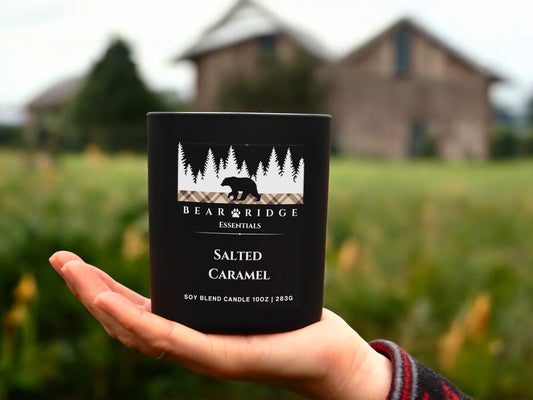 BEAR RIDGE
ESSENTIALS
SALTED
CARAMEL
SOY BLEND CANDLE 10OZ | 283G